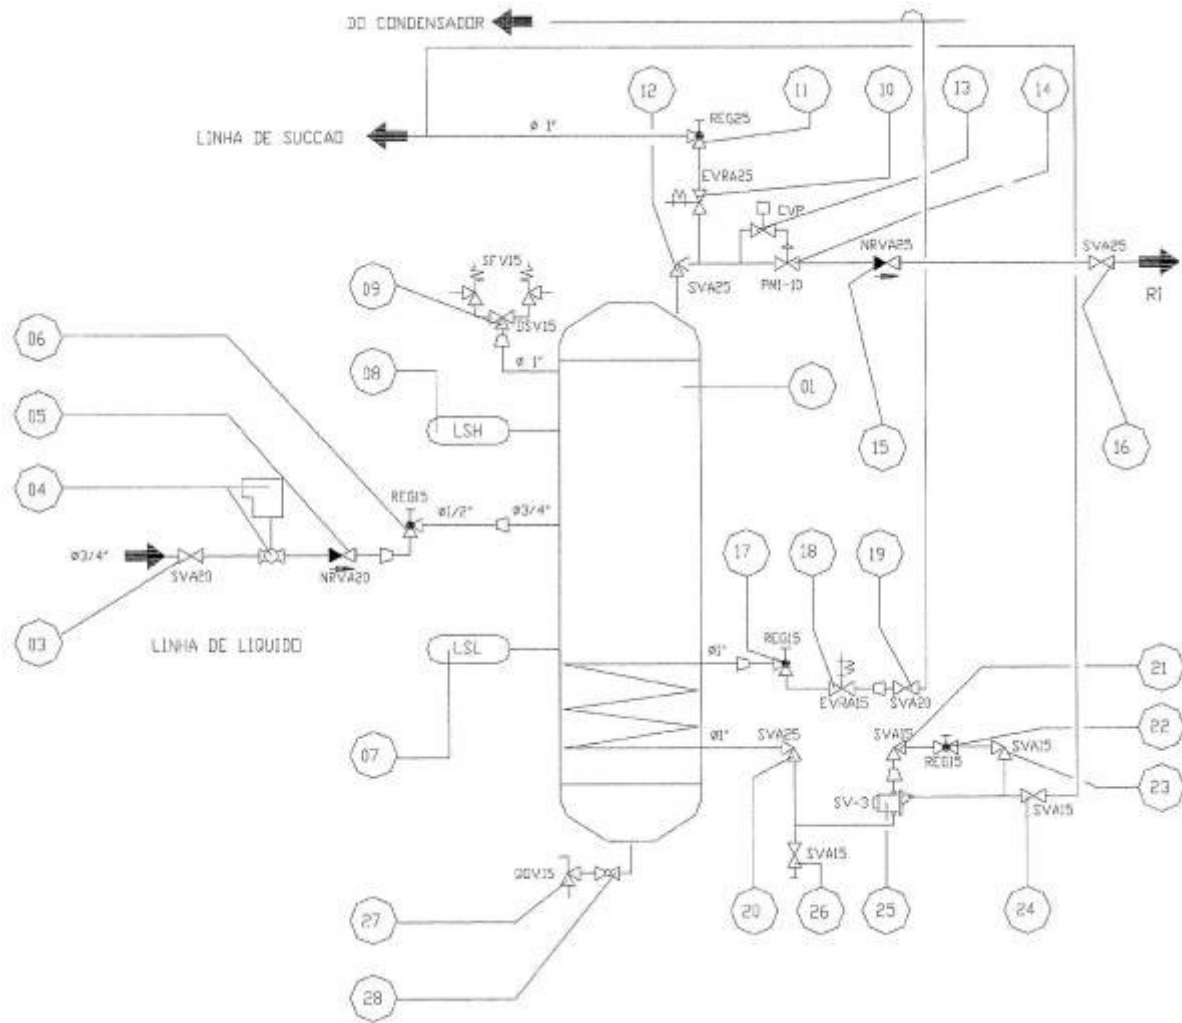 DO CONDENSADOR
12
11
10
13
14
REG25
Ø 1"
LINHA DE SUCCAO
EVRA25
CVP
NRVA25
SVA25
SFV15
09
SVA25
PM1-10
RI
DSV15
06
Ø 1"
08
01
05
LSH
15
16
04
REG15
Ø1/2"
Ø3/4"
17
18
19
Ø3/4"
SVA20
NRVA20
03
LINHA DE LIQUIDO
LSL
REG15
21
Ø1"
EVRA15
SVA20
22
SVA25
SVA15
Ø1"
SVA15
07
REG15
23
SV-3
SVA15
SVA15
QDV15
27
20
26
25
24
28